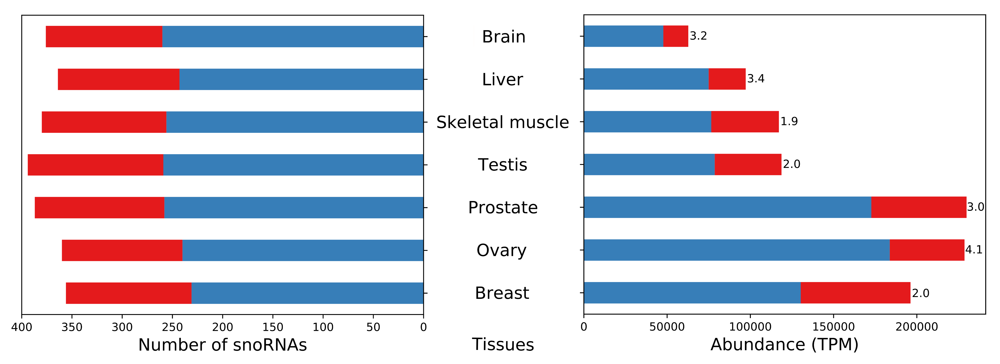 Brain
3.2
Liver
3.4
Skeletal muscle
1.9
Testis
2.0
Prostate
3.0
Ovary
4.1
Breast
2.0
400 350 300 250 200 150 100 50 0
0 50000 100000 150000 200000
Number of snoRNAs
Tissues
Abundance (TPM)